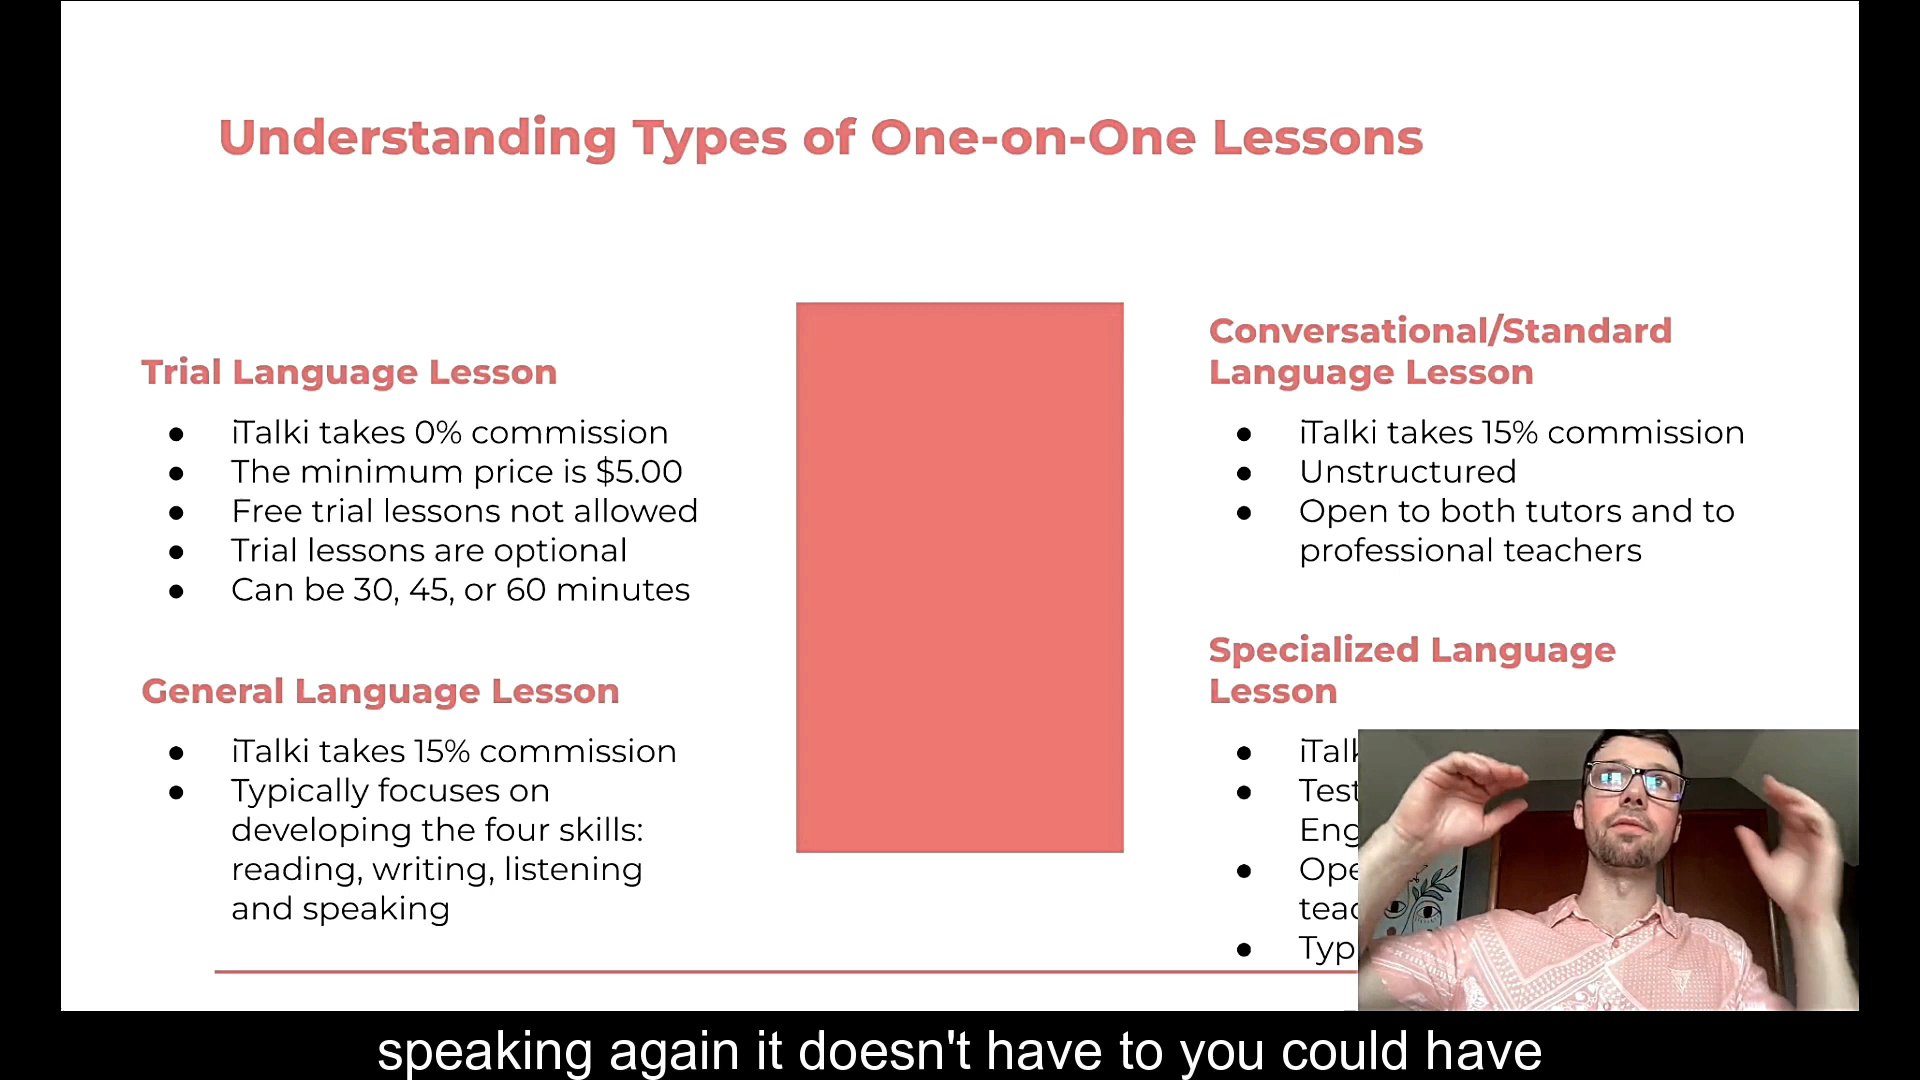 Understanding Types of One-on-One Lessons
Trial Language Lesson
● iTalki takes 0% commission
● The minimum price is $5.00
● Free trial lessons not allowed
● Trial lessons are optional
● Can be 30, 45, or 60 minutes
General Language Lesson
● iTalki takes 15% commission
● Typically focuses on
developing the four skills:
reading, writing, listening
and speaking
Conversational/Standard
Language Lesson
● iTalki takes 15% commission
● Unstructured
● Open to both tutors and to
professional teachers
Specialized Language
Lesson
speaking again it doesn't have to you could have